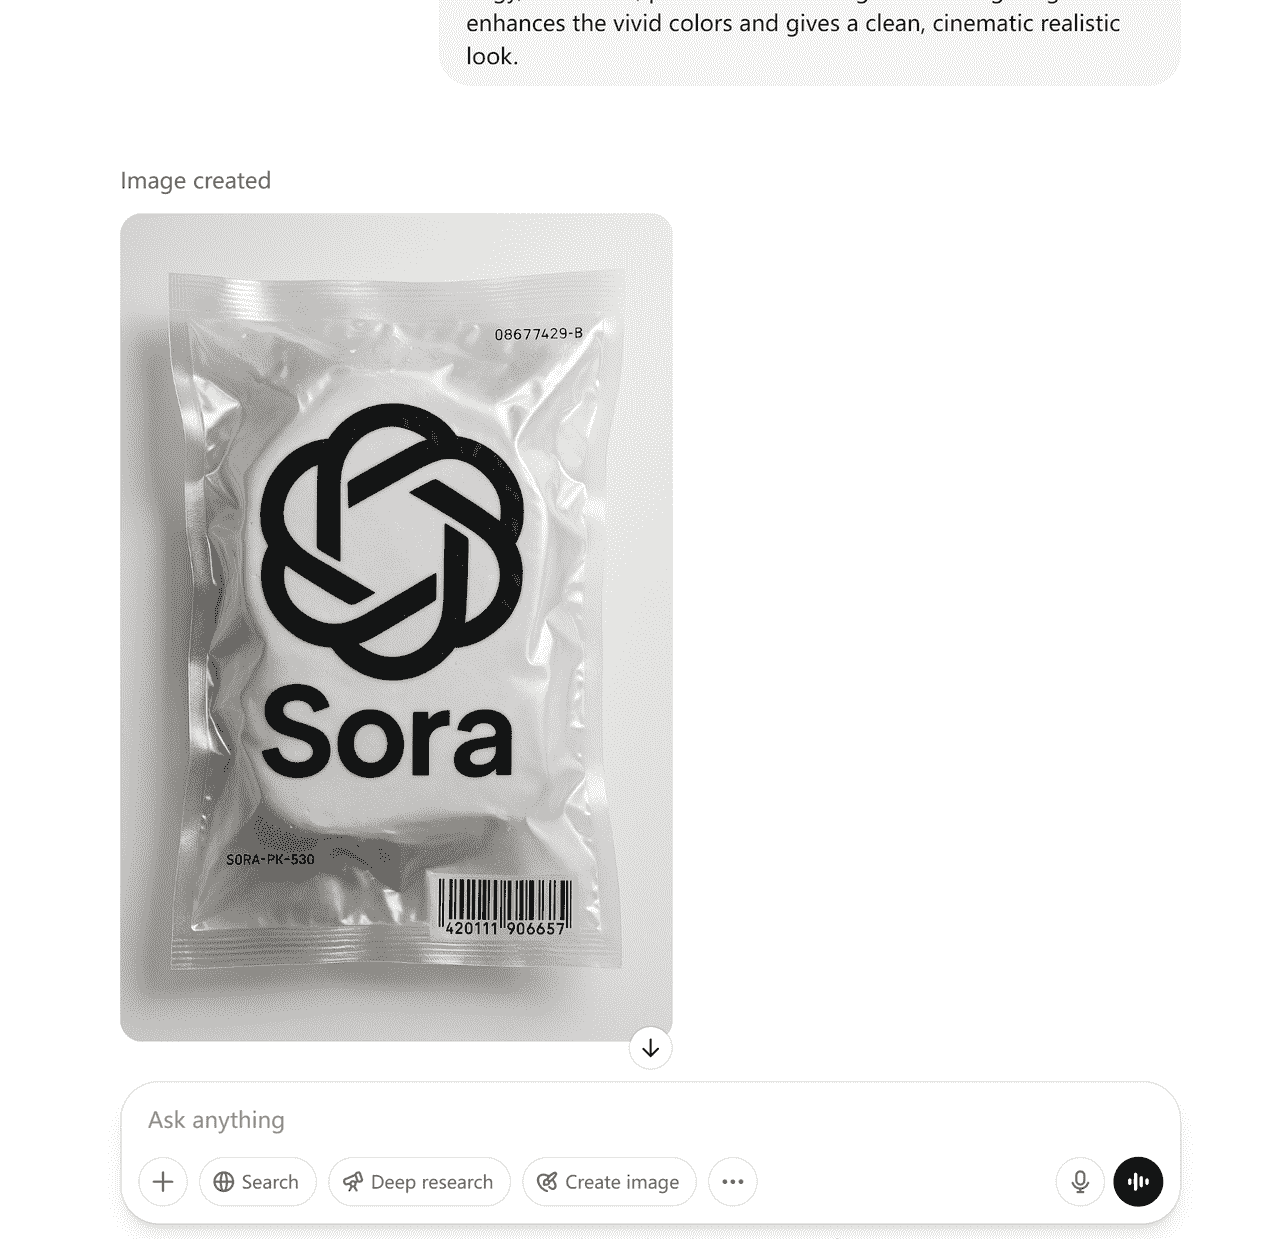 enhances the vivid colors and gives a clean, cinematic realistic
look.
Image created
08677429-B
Sora
SORA-PK-530
420111 906657
Ask anything
Search
Deep research
Create image